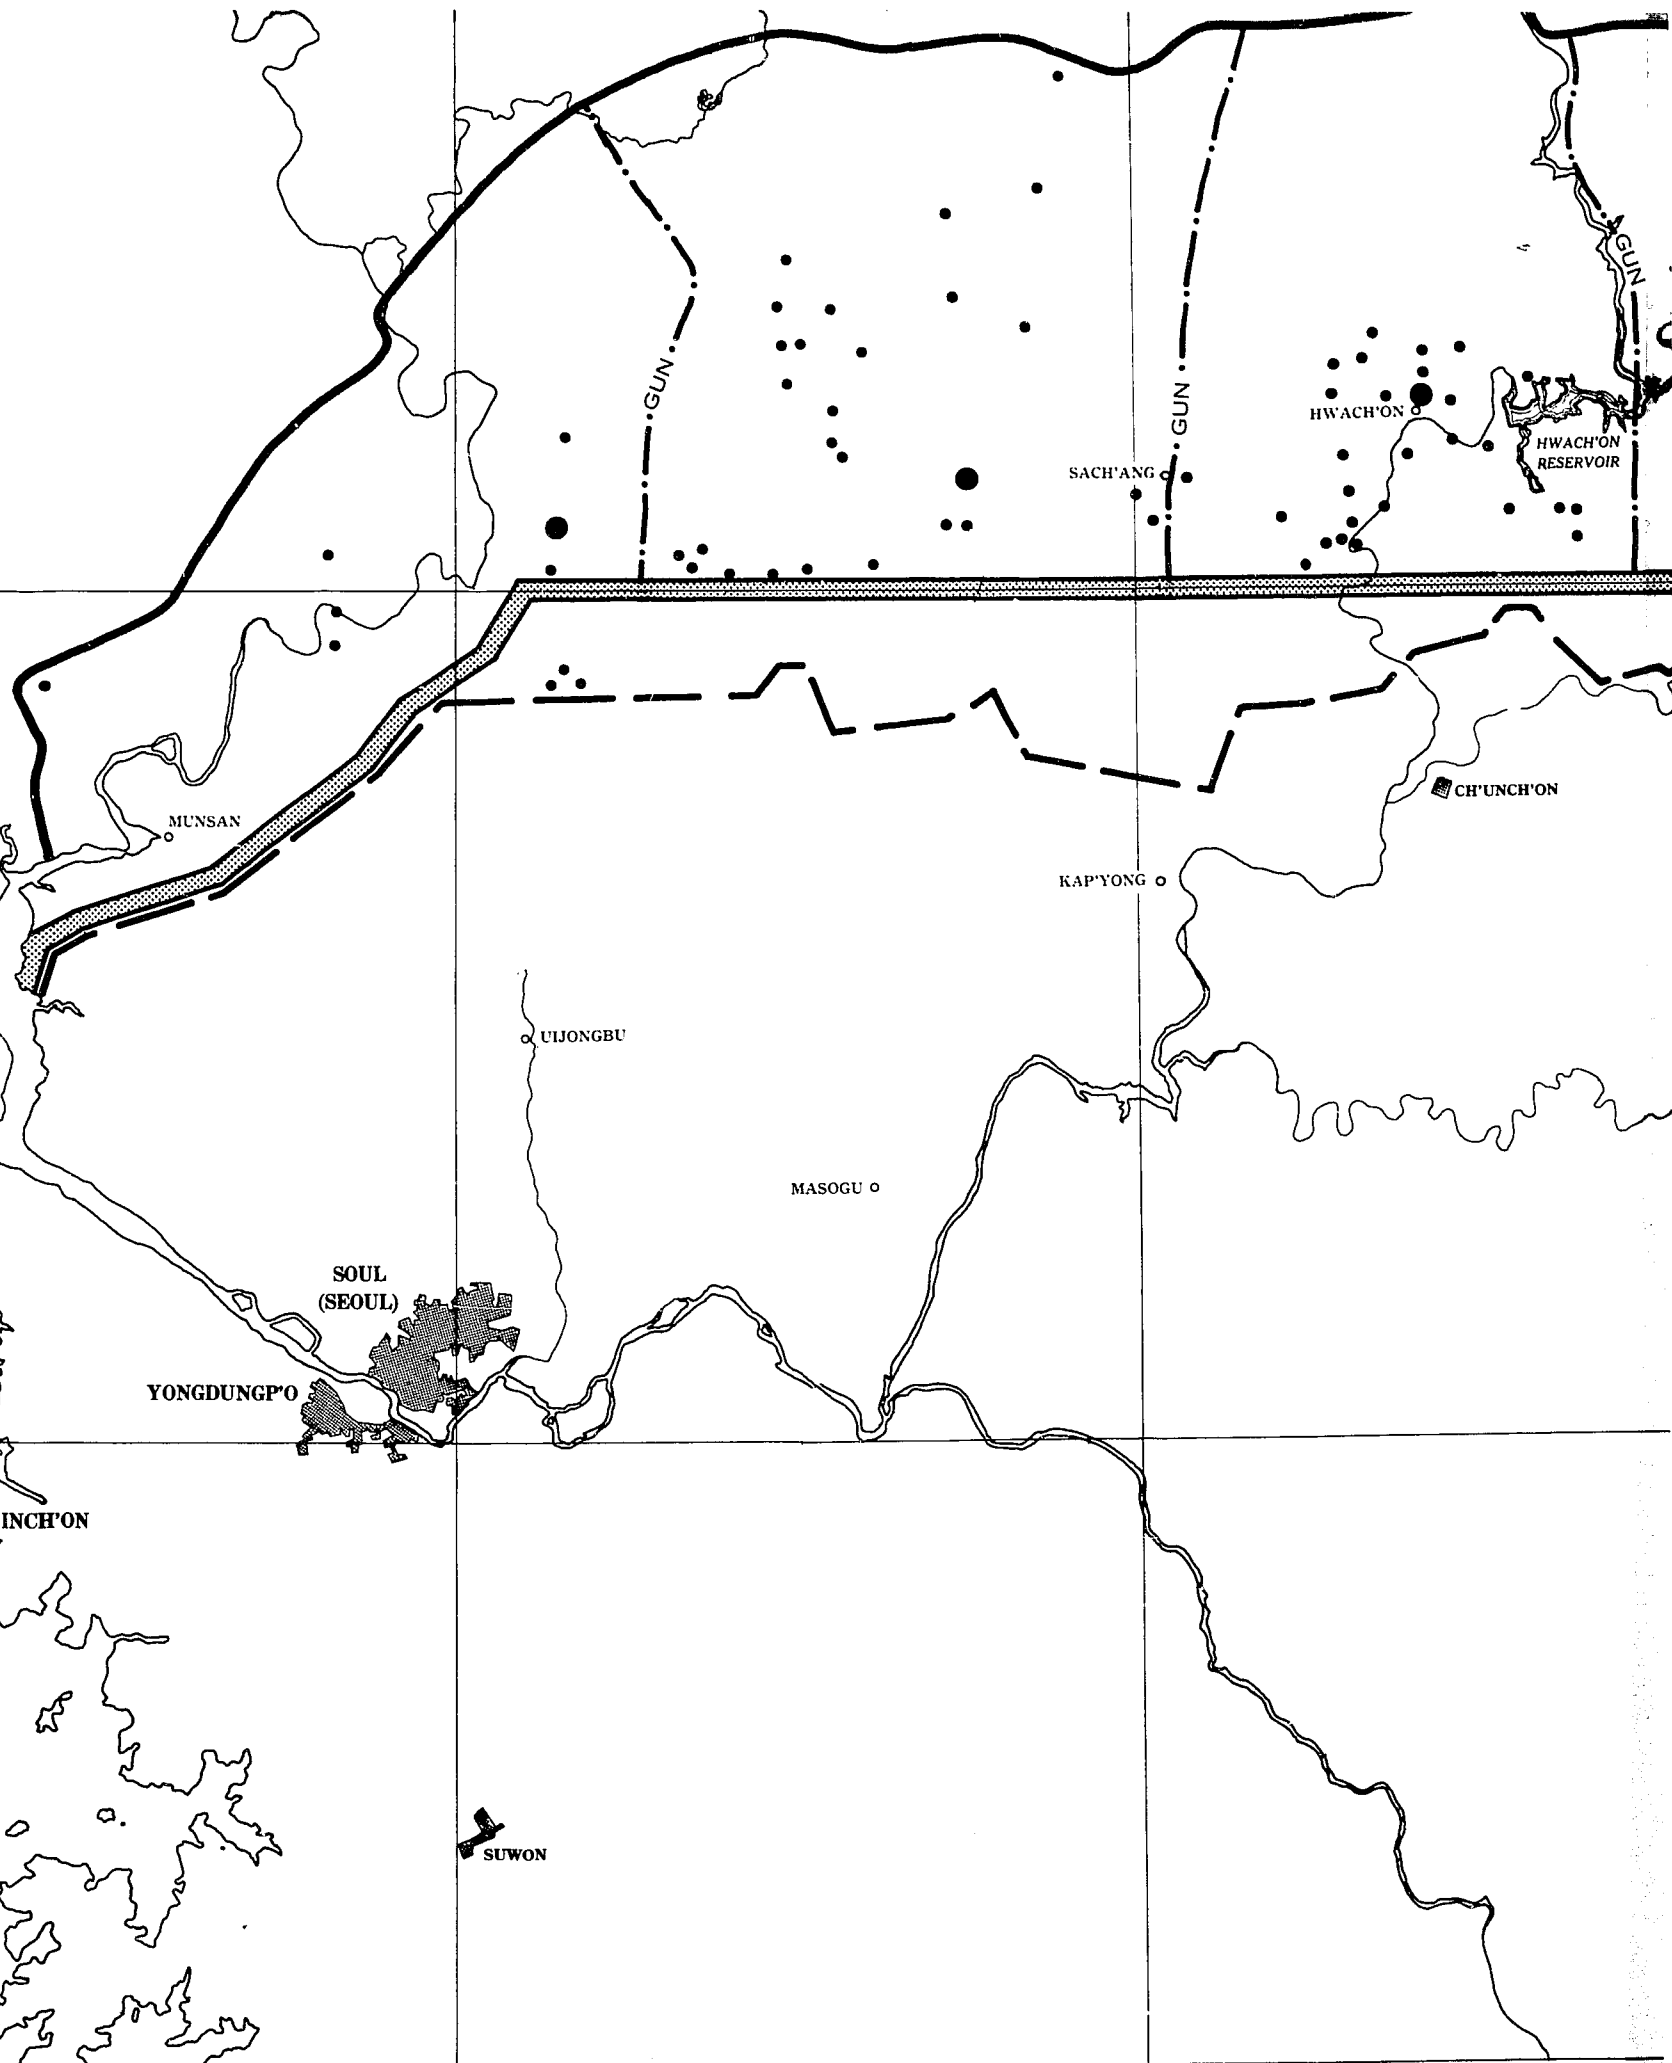 GUN
GUN
GUN
HWACH'ON
HWACH'ON
RESERVOIR
SACH'ANG
MUNSAN
CH'UNCH'ON
KAP'YONG
UIJONGBU
MASOGU
SOUL
(SEOUL)
YONGDUNGP'O
INCH'ON
SUWON